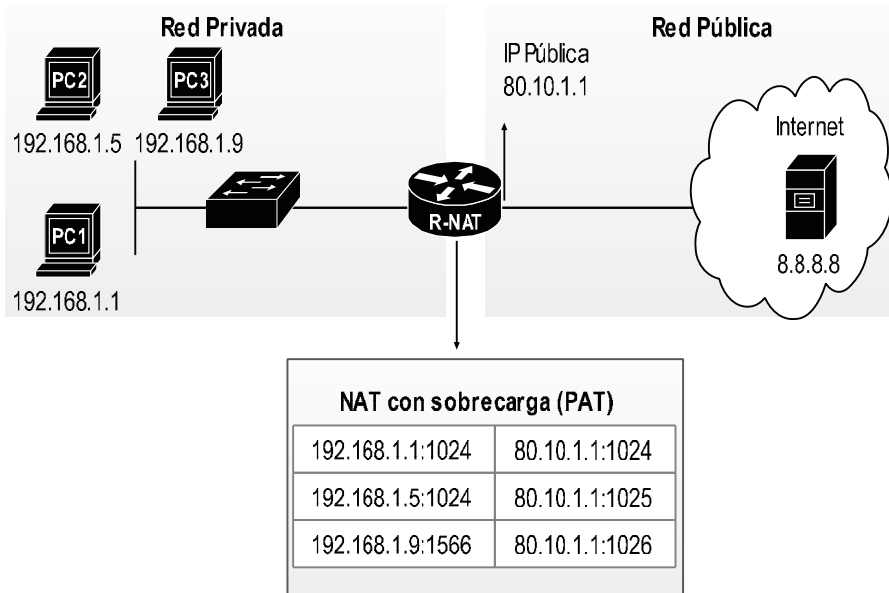 Red Privada
PC2
PC3
192.168.1.5
192.168.1.9
PC1
192.168.1.1
R-NAT
Red Pública
IP Pública
80.10.1.1
Internet
8.8.8.8
NAT con sobrecarga (PAT)
192.168.1.1:1024 80.10.1.1:1024
192.168.1.5:1024 80.10.1.1:1025
192.168.1.9:1566 80.10.1.1:1026